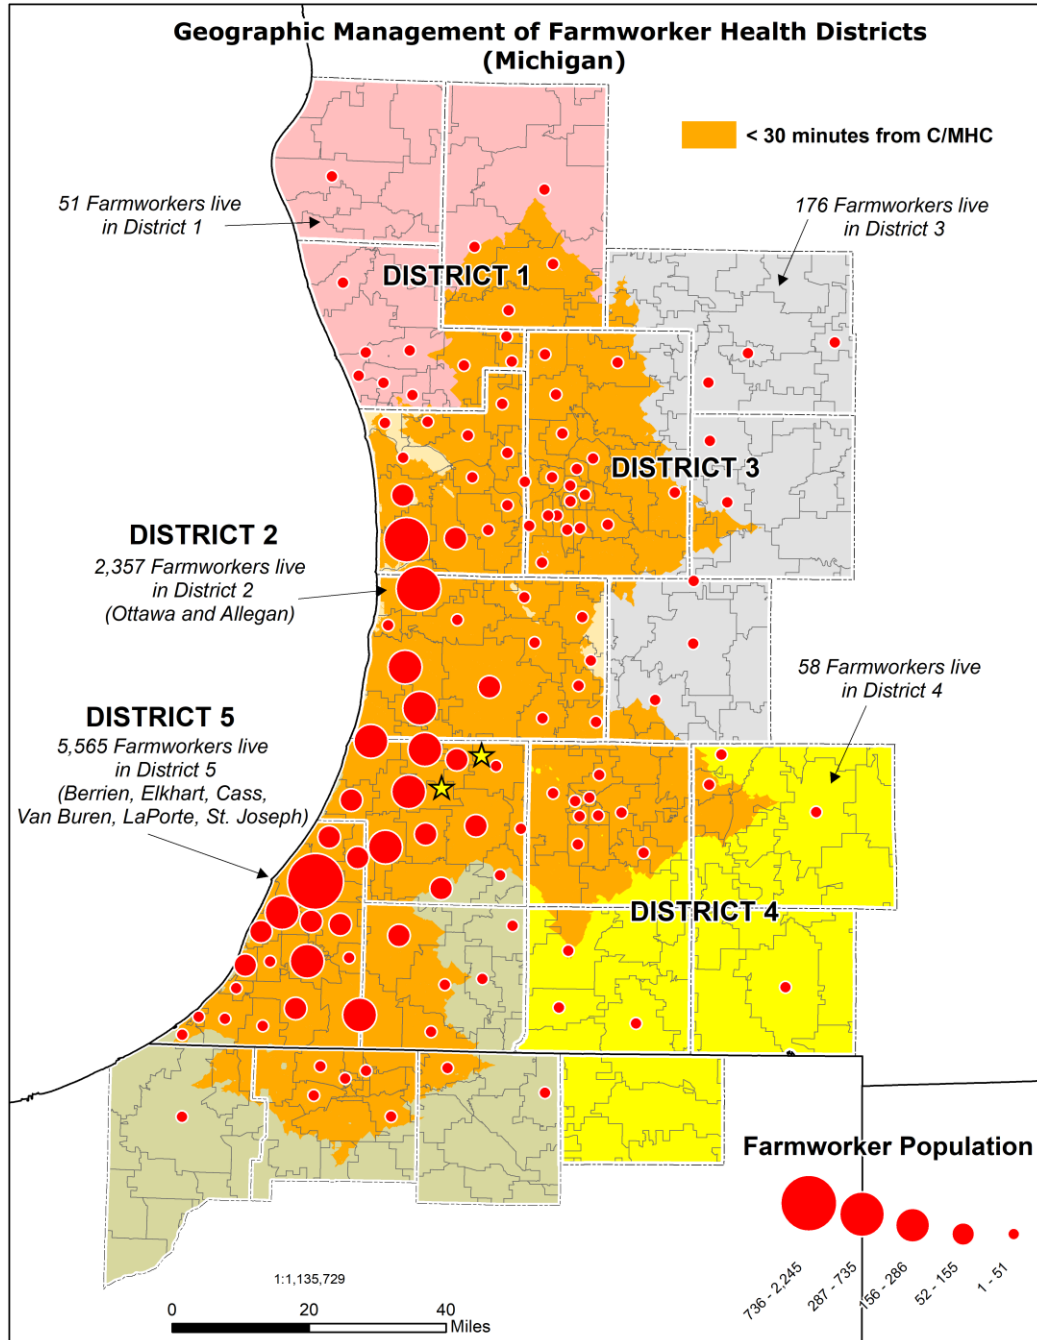 Geographic Management of Farmworker Health Districts
(Michigan)
< 30 minutes from C/MHC
51 Farmworkers live
in District 1
176 Farmworkers live
in District 3
DISTRICT 1
DISTRICT 3
DISTRICT 2
2,357 Farmworkers live
in District 2
(Ottawa and Allegan)
58 Farmworkers live
in District 4
DISTRICT 5
5,565 Farmworkers live
in District 5
(Berrien, Elkhart, Cass,
Van Buren, LaPorte, St. Joseph)
DISTRICT 4
Farmworker Population
736 - 2,245
287 - 735
156 - 286
52 - 155
1 - 51
1:1,135,729
0 20 40
Miles